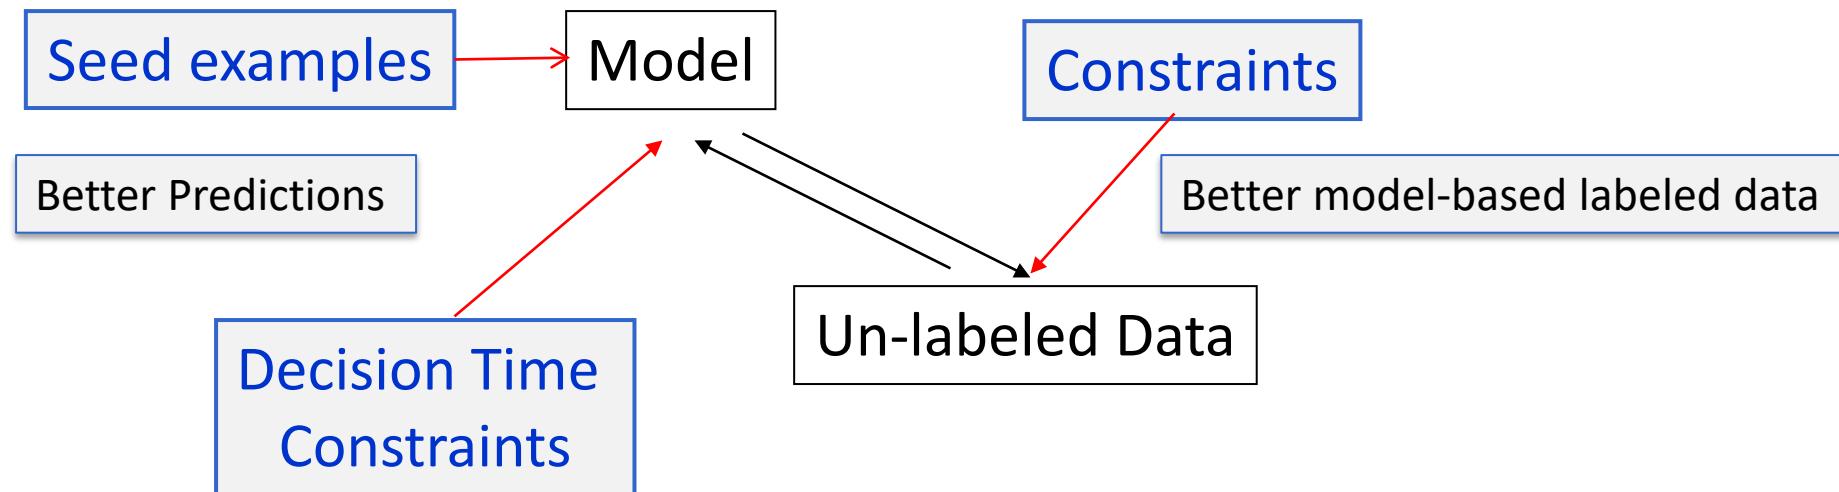 Seed examples
Model
Constraints
Better Predictions
Better model-based labeled data
Un-labeled Data
Decision Time
Constraints